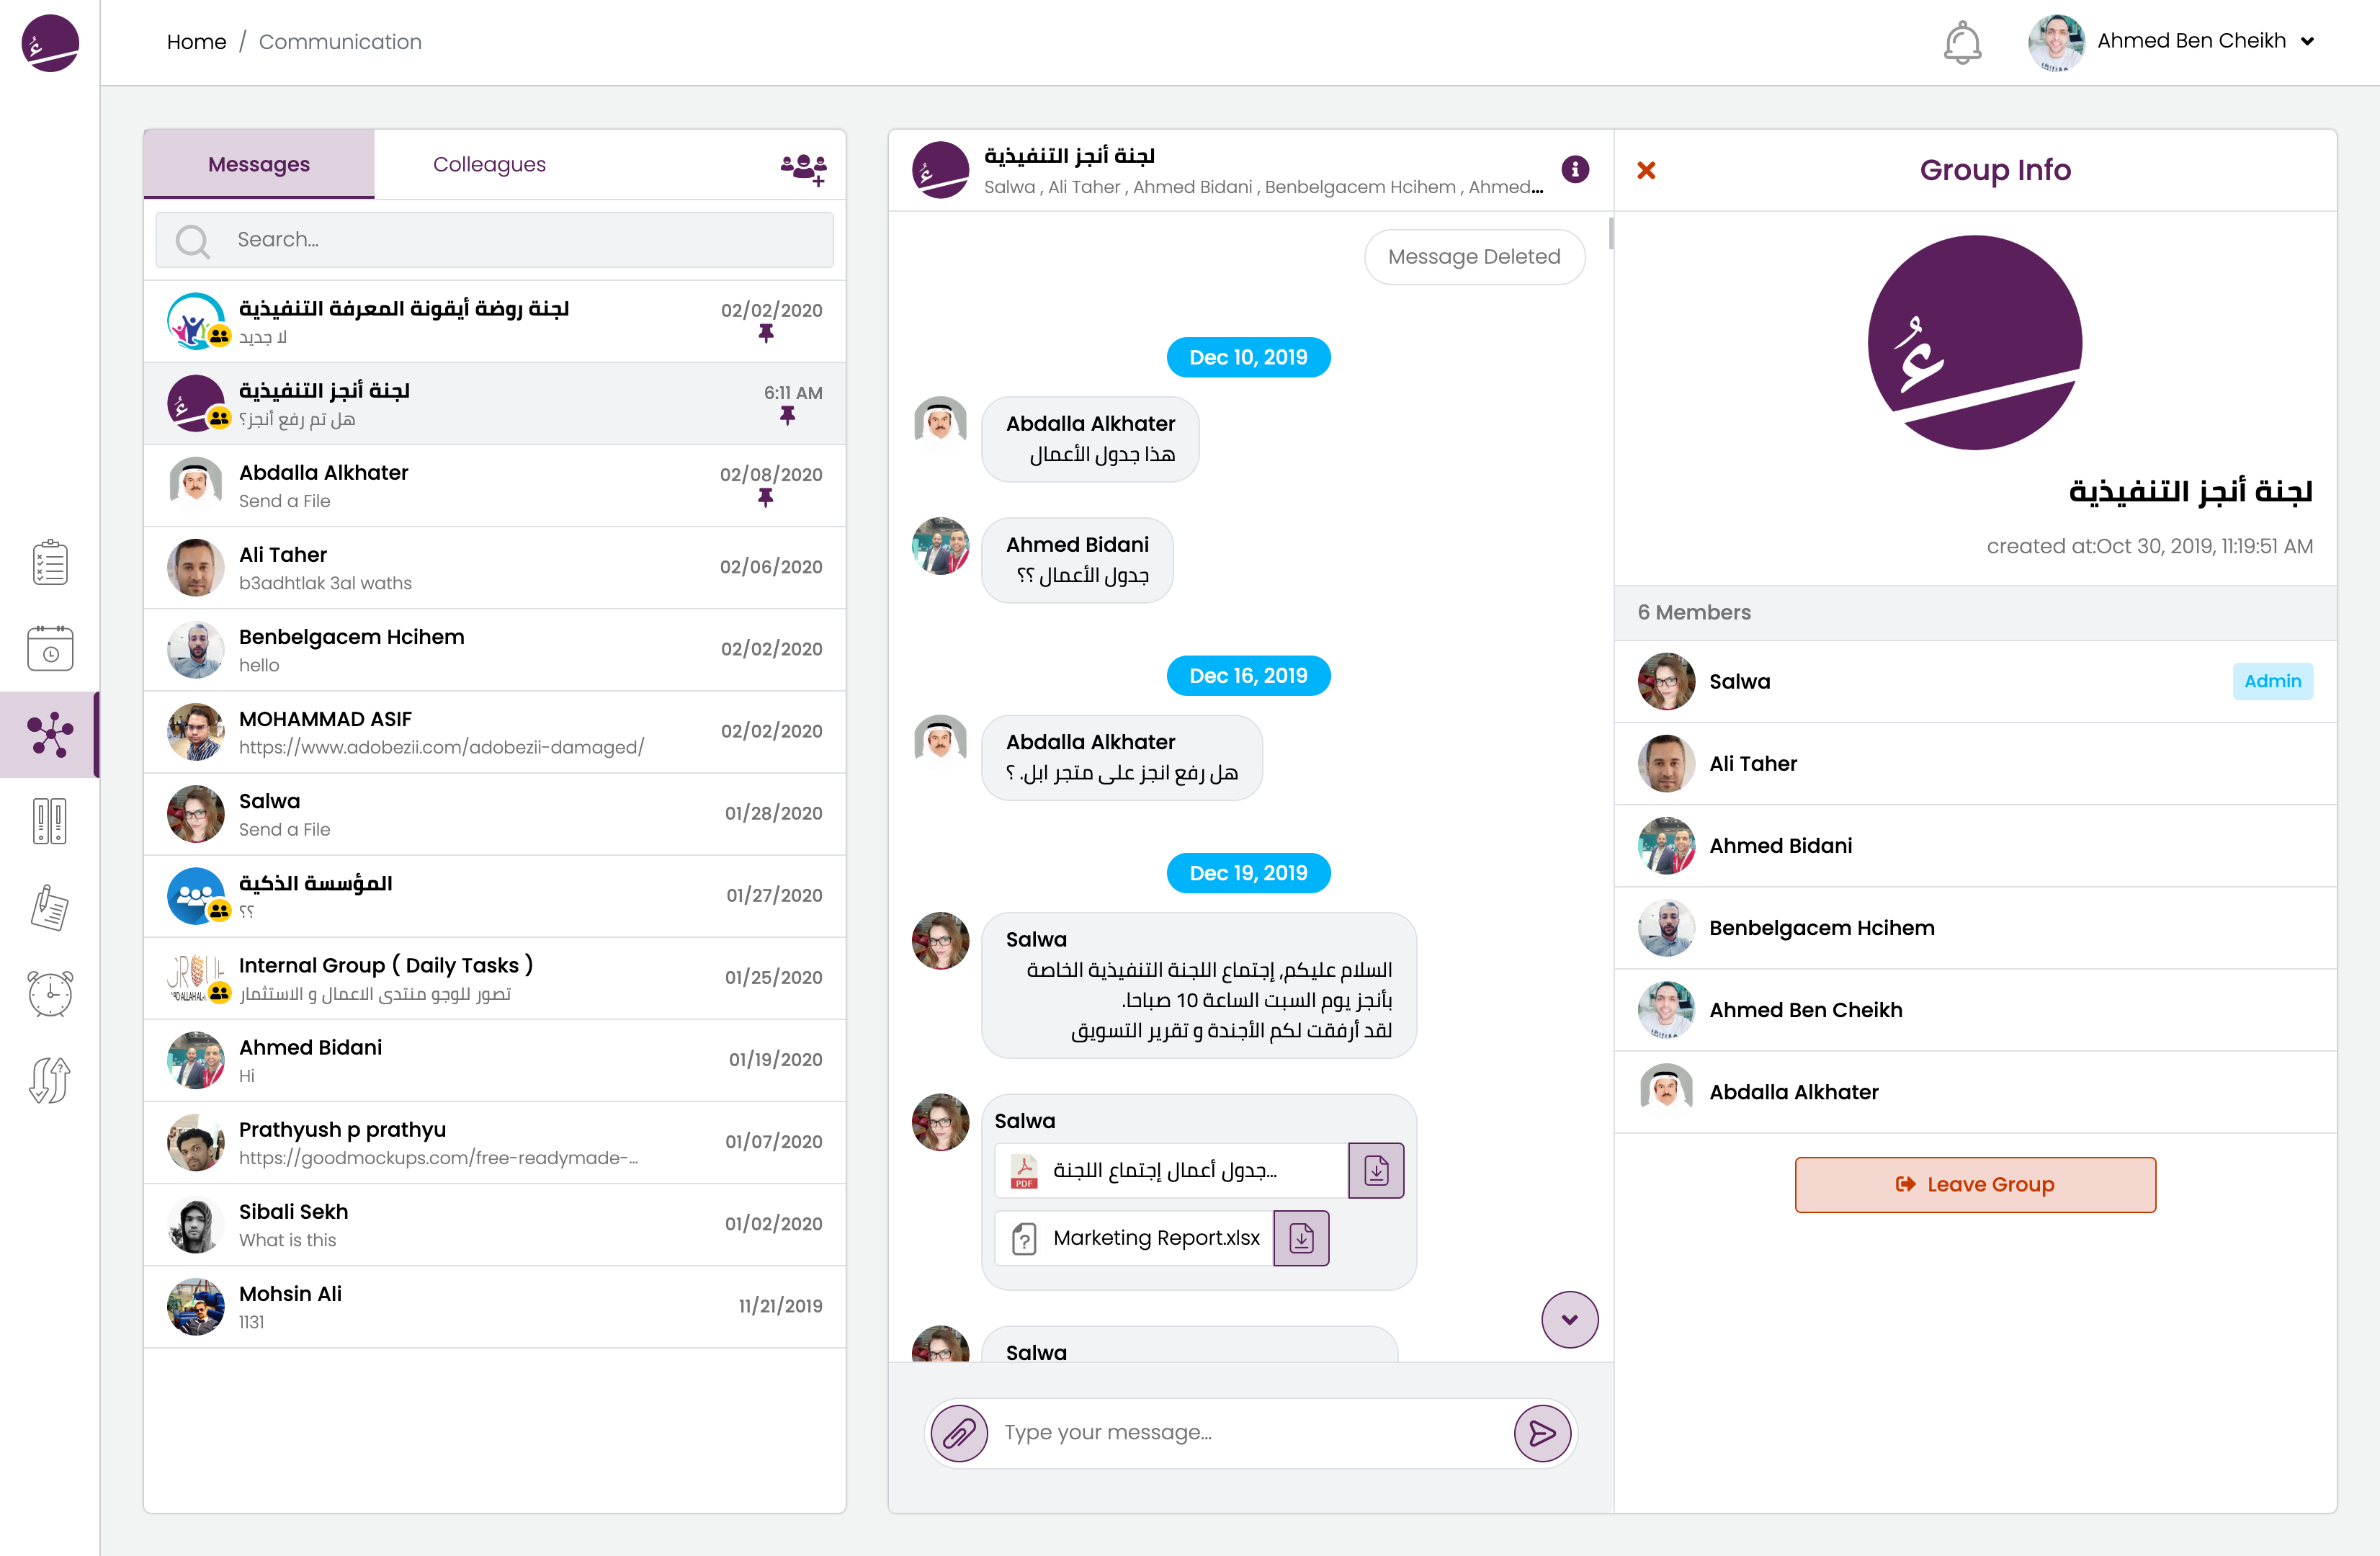 Home / Communication
Ahmed Ben Cheikh
Messages
Colleagues
Search...
لجنة روضة أيقونة المعرفة التنفيذية
02/02/2020
لا جديد
لجنة أنجز التنفيذية
6:11 AM
هل تم رفع أنجز؟
Abdalla Alkhater
02/08/2020
Send a File
Ali Taher
02/06/2020
b3adhtlak 3al waths
Benbelgacem Hcihem
02/02/2020
hello
MOHAMMAD ASIF
02/02/2020
https://www.adobezii.com/adobezii-damaged/
Salwa
01/28/2020
Send a File
المؤسسة الذكية
01/27/2020
؟؟
Internal Group ( Daily Tasks )
01/25/2020
تصور للوجو منتدى الاعمال و الاستثمار
Ahmed Bidani
01/19/2020
Hi
Prathyush p prathyu
01/07/2020
https://goodmockups.com/free-readymade-...
Sibali Sekh
01/02/2020
What is this
Mohsin Ali
11/21/2019
1131
لجنة أنجز التنفيذية
Salwa , Ali Taher , Ahmed Bidani , Benbelgacem Hcihem , Ahmed...
Message Deleted
Dec 10, 2019
Abdalla Alkhater
هذا جدول الأعمال
Ahmed Bidani
جدول الأعمال ؟؟
Dec 16, 2019
Abdalla Alkhater
هل رفع انجز على متجر ابل. ؟
Dec 19, 2019
Salwa
السلام عليكم, إجتماع اللجنة التنفيذية الخاصة
بأنجز يوم السبت الساعة 10 صباحا.
لقد أرفقت لكم الأجندة و تقرير التسويق
Salwa
PDF
جدول أعمال إجتماع اللجنة...
Marketing Report.xlsx
Salwa
Type your message...
Group Info
لجنة أنجز التنفيذية
created at:Oct 30, 2019, 11:19:51 AM
6 Members
Salwa
Admin
Ali Taher
Ahmed Bidani
Benbelgacem Hcihem
Ahmed Ben Cheikh
Abdalla Alkhater
Leave Group